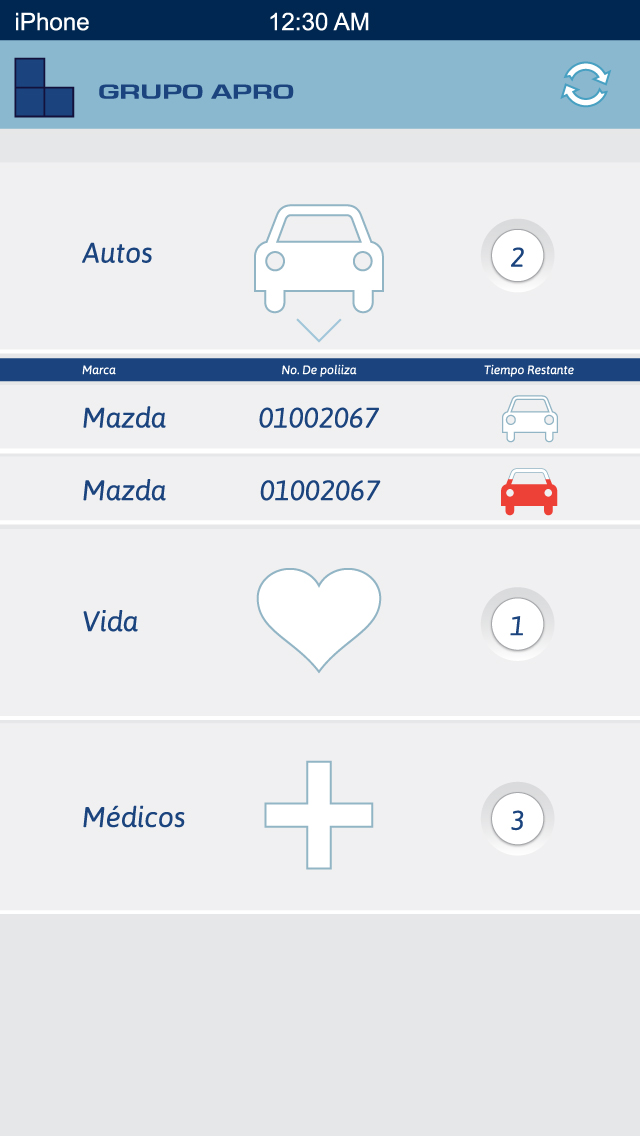 iPhone 12:30 AM
GRUPO APRO
Autos 2
Marca No. De poliiza Tiempo Restante
Mazda 01002067
Mazda 01002067
Vida 1
Médicos 3